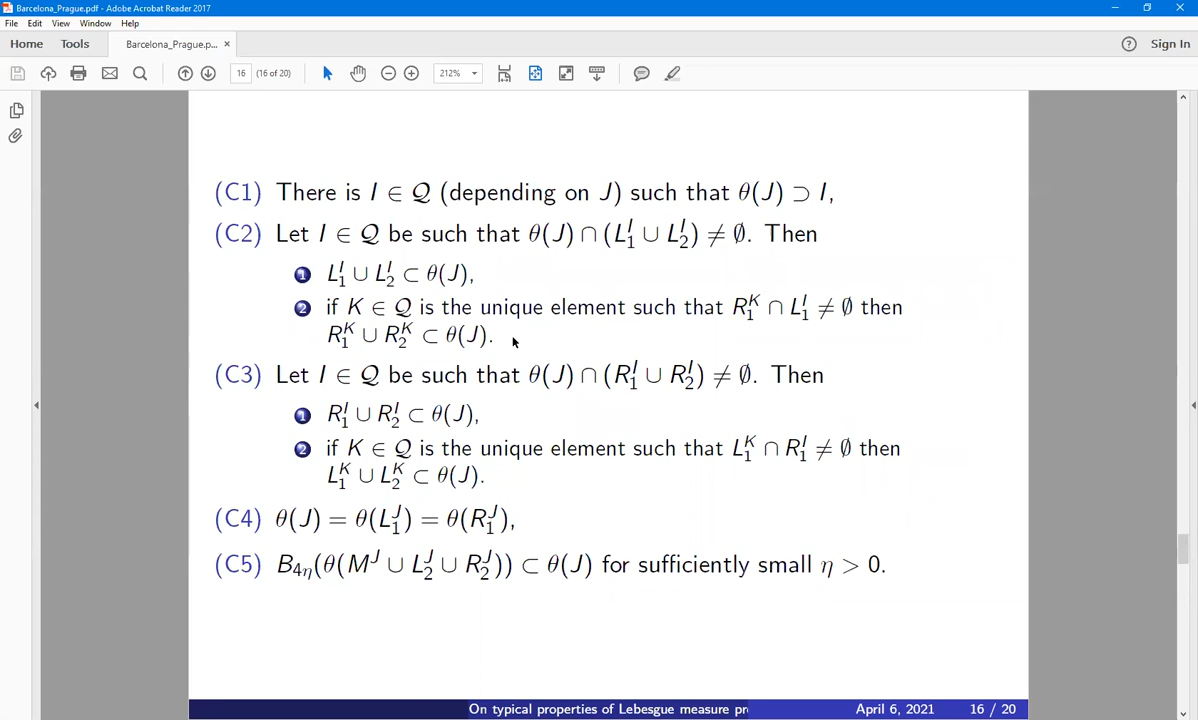 Barcelona_Prague.pdf - Adobe Acrobat Reader 2017
File Edit View Window Help
Home Tools Barcelona_Prague.p... × Sign In
16 (16 of 20) 212%
(C1) There is I ∈ 𝒬 (depending on J) such that θ(J) ⊃ I,
(C2) Let I ∈ 𝒬 be such that θ(J) ∩ (L₁ᴵ ∪ L₂ᴵ) ≠ ∅. Then
1 L₁ᴵ ∪ L₂ᴵ ⊂ θ(J),
2 if K ∈ 𝒬 is the unique element such that R₁ᴷ ∩ L₁ᴵ ≠ ∅ then
R₁ᴷ ∪ R₂ᴷ ⊂ θ(J).
(C3) Let I ∈ 𝒬 be such that θ(J) ∩ (R₁ᴵ ∪ R₂ᴵ) ≠ ∅. Then
1 R₁ᴵ ∪ R₂ᴵ ⊂ θ(J),
2 if K ∈ 𝒬 is the unique element such that L₁ᴷ ∩ R₁ᴵ ≠ ∅ then
L₁ᴷ ∪ L₂ᴷ ⊂ θ(J).
(C4) θ(J) = θ(L₁ᴶ) = θ(R₁ᴶ),
(C5) B₄η(θ(Mᴶ ∪ L₂ᴶ ∪ R₂ᴶ)) ⊂ θ(J) for sufficiently small η > 0.
On typical properties of Lebesgue measure pr April 6, 2021 16 / 20